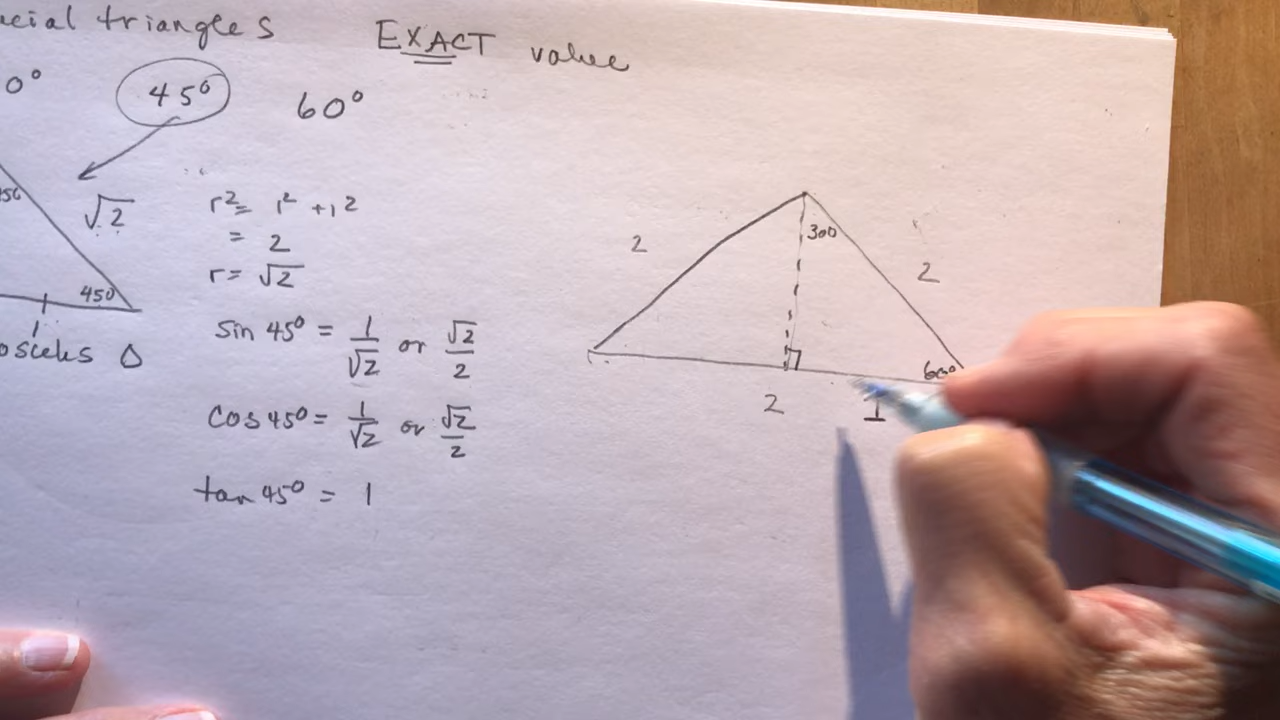 ecial triangles EXACT value
0° 45° 60°
45°
√2
r² = 1² + 1²
= 2
r = √2
45°
1
osceles Δ
sin 45° = 1/√2 or √2/2
cos 45° = 1/√2 or √2/2
tan 45° = 1
30°
2
2
60°
2 1